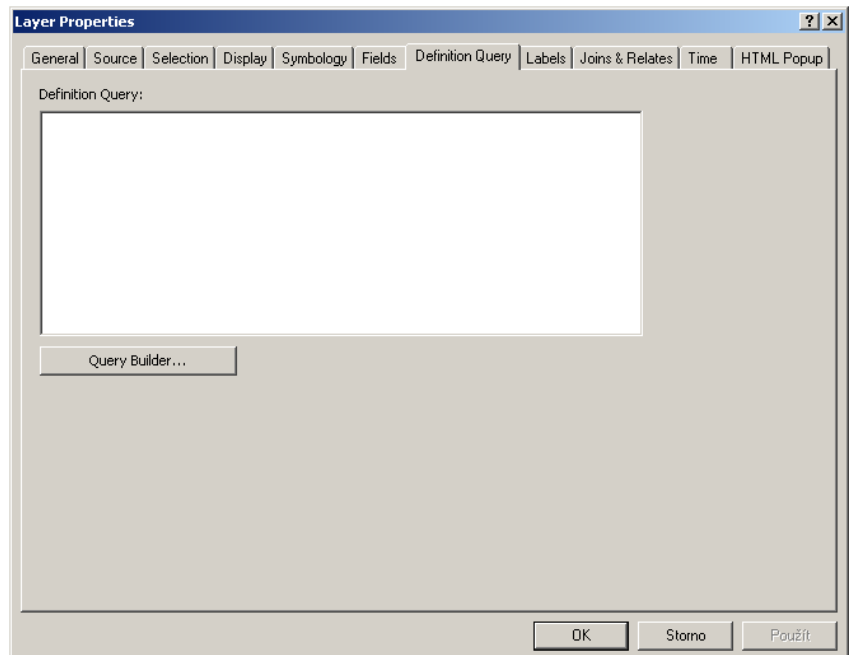 Layer Properties
General Source Selection Display Symbology Fields Definition Query Labels Joins & Relates Time HTML Popup
Definition Query:
Query Builder...
OK Storno Použít